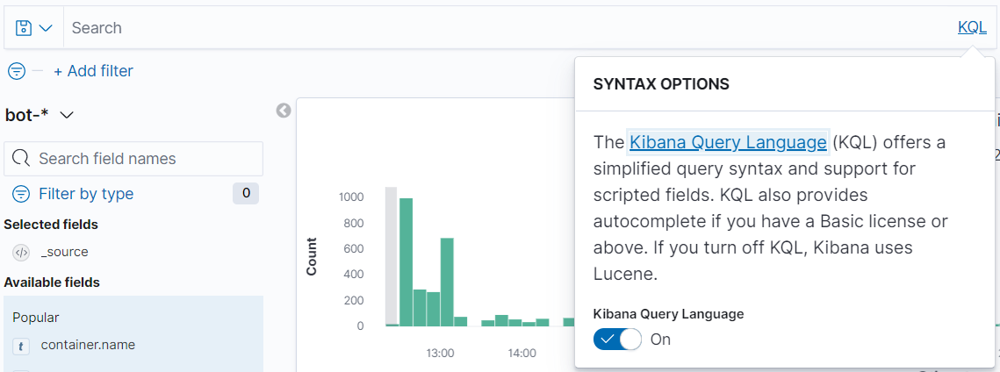 Search
KQL
+ Add filter
SYNTAX OPTIONS
bot-*
The Kibana Query Language (KQL) offers a
simplified query syntax and support for
scripted fields. KQL also provides
autocomplete if you have a Basic license or
above. If you turn off KQL, Kibana uses
Lucene.
Kibana Query Language
On
Search field names
Filter by type
0
Selected fields
_source
Available fields
Popular
t
container.name
Count
1000
800
600
400
200
0
13:00
14:00